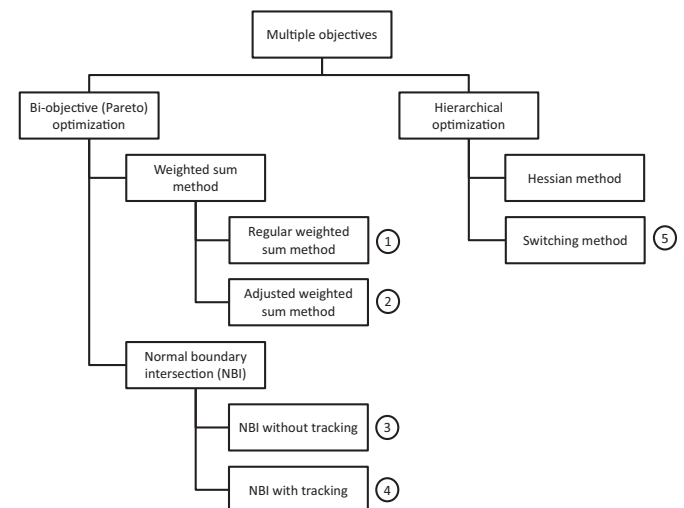 Multiple objectives
Bi-objective (Pareto)
optimization
Hierarchical
optimization
Weighted sum
method
Hessian method
Regular weighted
sum method
1
Switching method
5
Adjusted weighted
sum method
2
Normal boundary
intersection (NBI)
NBI without tracking
3
NBI with tracking
4